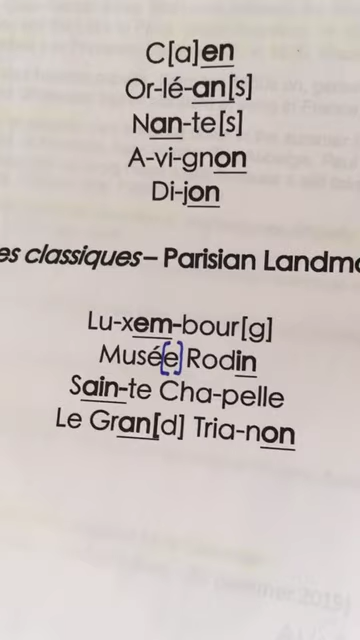 C[a]en
Or-lé-an[s]
Nan-te[s]
A-vi-gnon
Di-jon
es classiques– Parisian Landma
Lu-xem-bour[g]
Musé[e] Rodin
Sain-te Cha-pelle
Le Gran[d] Tria-non